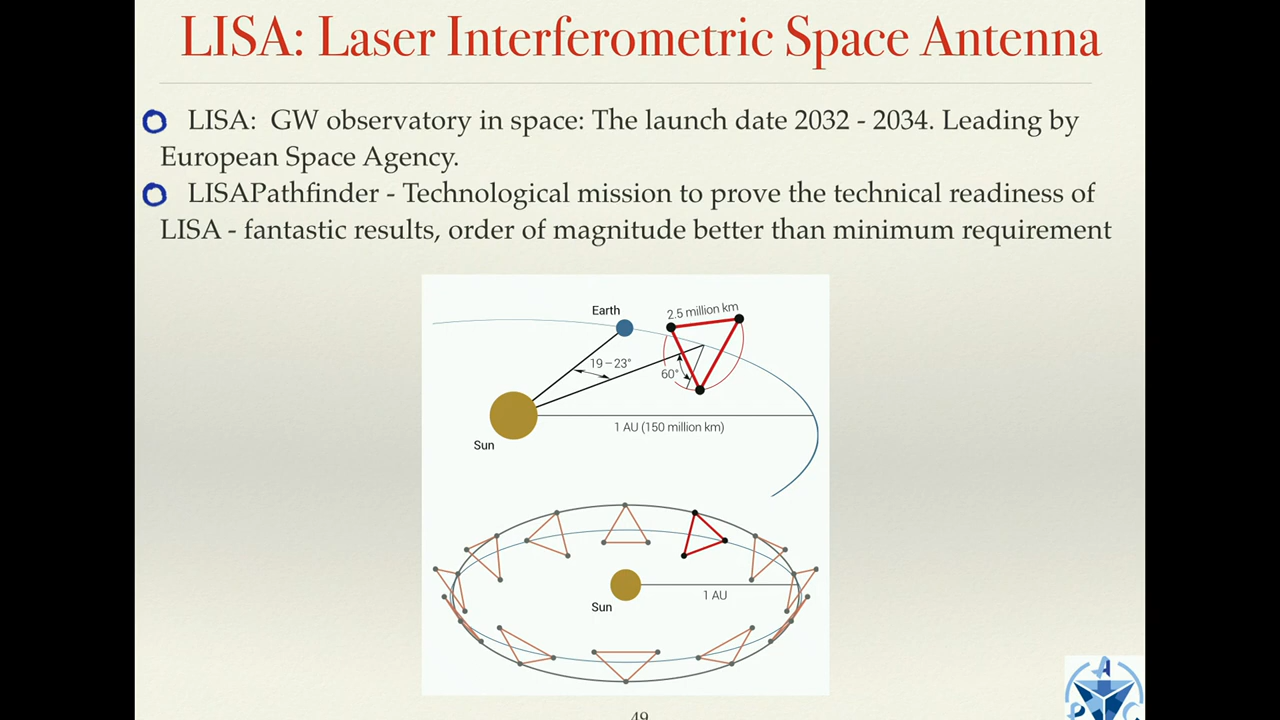 LISA: Laser Interferometric Space Antenna
LISA: GW observatory in space: The launch date 2032 - 2034. Leading by
European Space Agency.
LISAPathfinder - Technological mission to prove the technical readiness of
LISA - fantastic results, order of magnitude better than minimum requirement
Earth
2.5 million km
19 – 23°
60°
1 AU (150 million km)
Sun
1 AU
Sun
A
P C
49